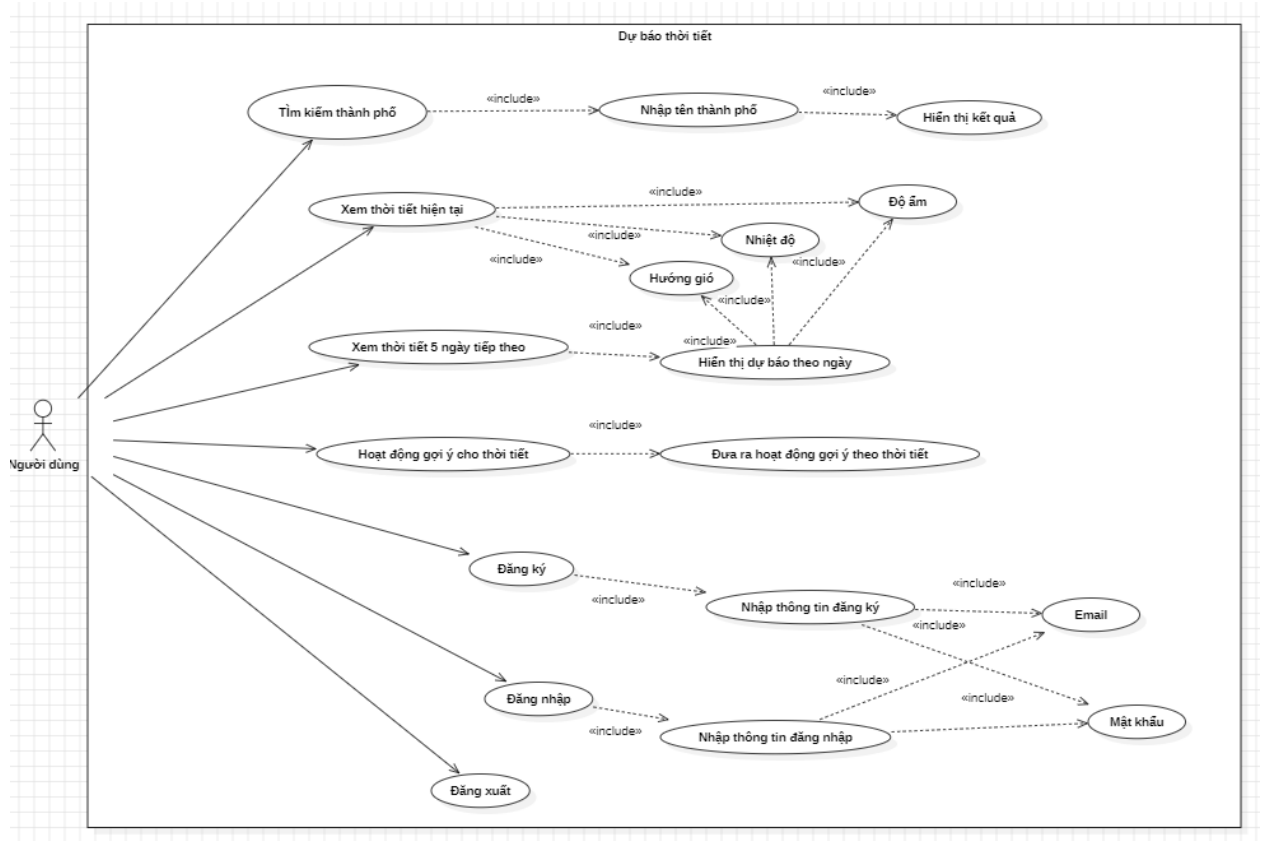 Dự báo thời tiết
«include»
«include»
TÌm kiếm thành phố
Nhập tên thành phố
Hiển thị kết quả
«include»
Xem thời tiết hiện tại
Độ ẩm
«include»
Nhiệt độ
«include»
«include»
Hướng gió
«include»
«include»
«include»
Xem thời tiết 5 ngày tiếp theo
Hiển thị dự báo theo ngày
«include»
Hoạt động gợi ý cho thời tiết
Đưa ra hoạt động gợi ý theo thời tiết
Người dùng
Đăng ký
«include»
«include»
Nhập thông tin đăng ký
Email
«include»
«include»
Đăng nhập
«include»
«include»
Nhập thông tin đăng nhập
Mật khẩu
Đăng xuất